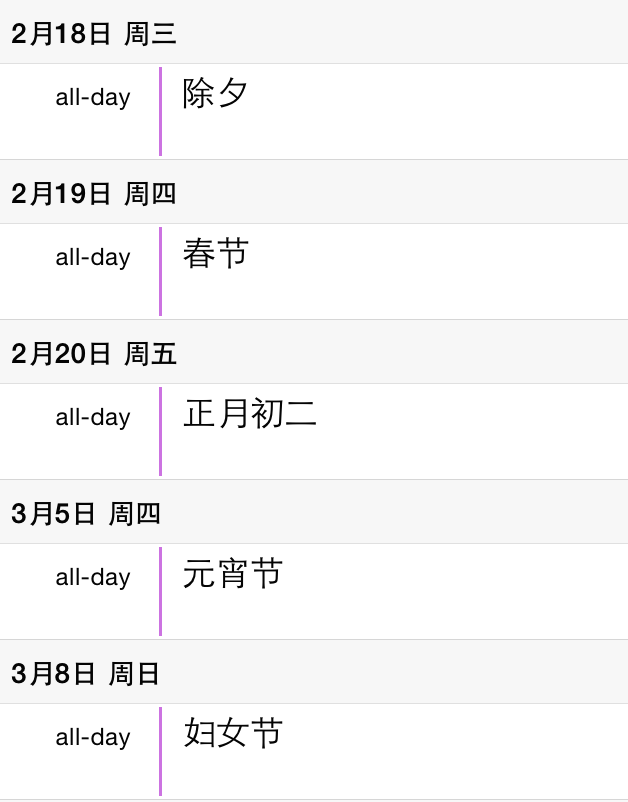 2月18日 周三
all-day 除夕
2月19日 周四
all-day 春节
2月20日 周五
all-day 正月初二
3月5日 周四
all-day 元宵节
3月8日 周日
all-day 妇女节